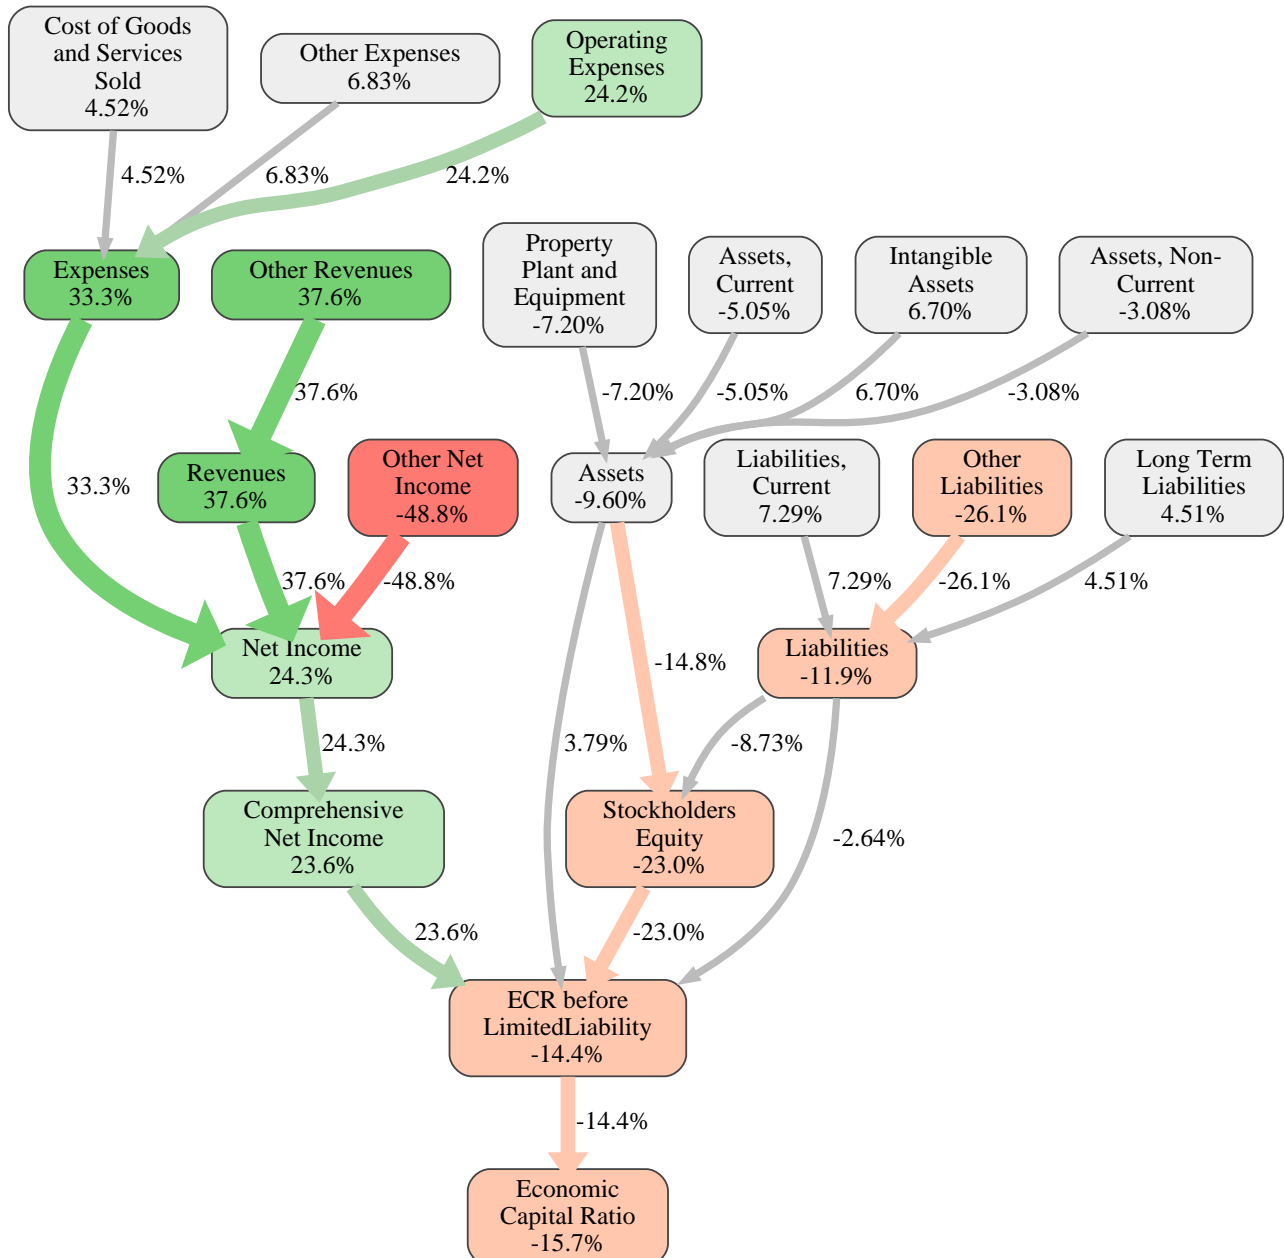 Cost of Goods
and Services
Sold
4.52%
Other Expenses
6.83%
Operating
Expenses
24.2%
4.52%
6.83%
24.2%
Expenses
33.3%
Other Revenues
37.6%
Property
Plant and
Equipment
-7.20%
Assets,
Current
-5.05%
Intangible
Assets
6.70%
Assets, Non-
Current
-3.08%
37.6%
-7.20%
-5.05%
6.70%
-3.08%
33.3%
Revenues
37.6%
Other Net
Income
-48.8%
Assets
-9.60%
Liabilities,
Current
7.29%
Other
Liabilities
-26.1%
Long Term
Liabilities
4.51%
37.6%
-48.8%
7.29%
-26.1%
4.51%
Net Income
24.3%
-14.8%
Liabilities
-11.9%
24.3%
3.79%
-8.73%
Comprehensive
Net Income
23.6%
Stockholders
Equity
-23.0%
-2.64%
23.6%
-23.0%
ECR before
LimitedLiability
-14.4%
-14.4%
Economic
Capital Ratio
-15.7%